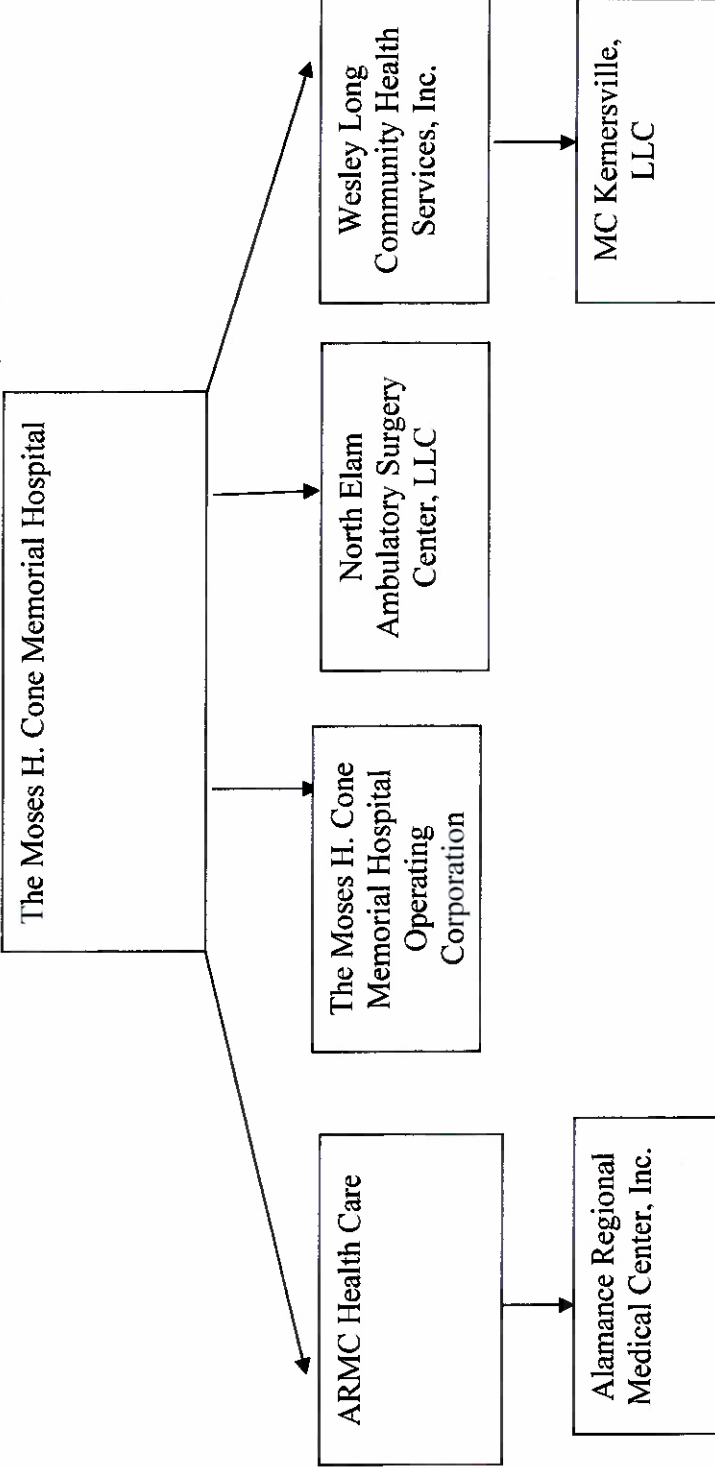 The Moses H. Cone Memorial Hospital
ARMC Health Care
The Moses H. Cone
Memorial Hospital
Operating
Corporation
North Elam
Ambulatory Surgery
Center, LLC
Wesley Long
Community Health
Services, Inc.
Alamance Regional
Medical Center, Inc.
MC Kernersville,
LLC